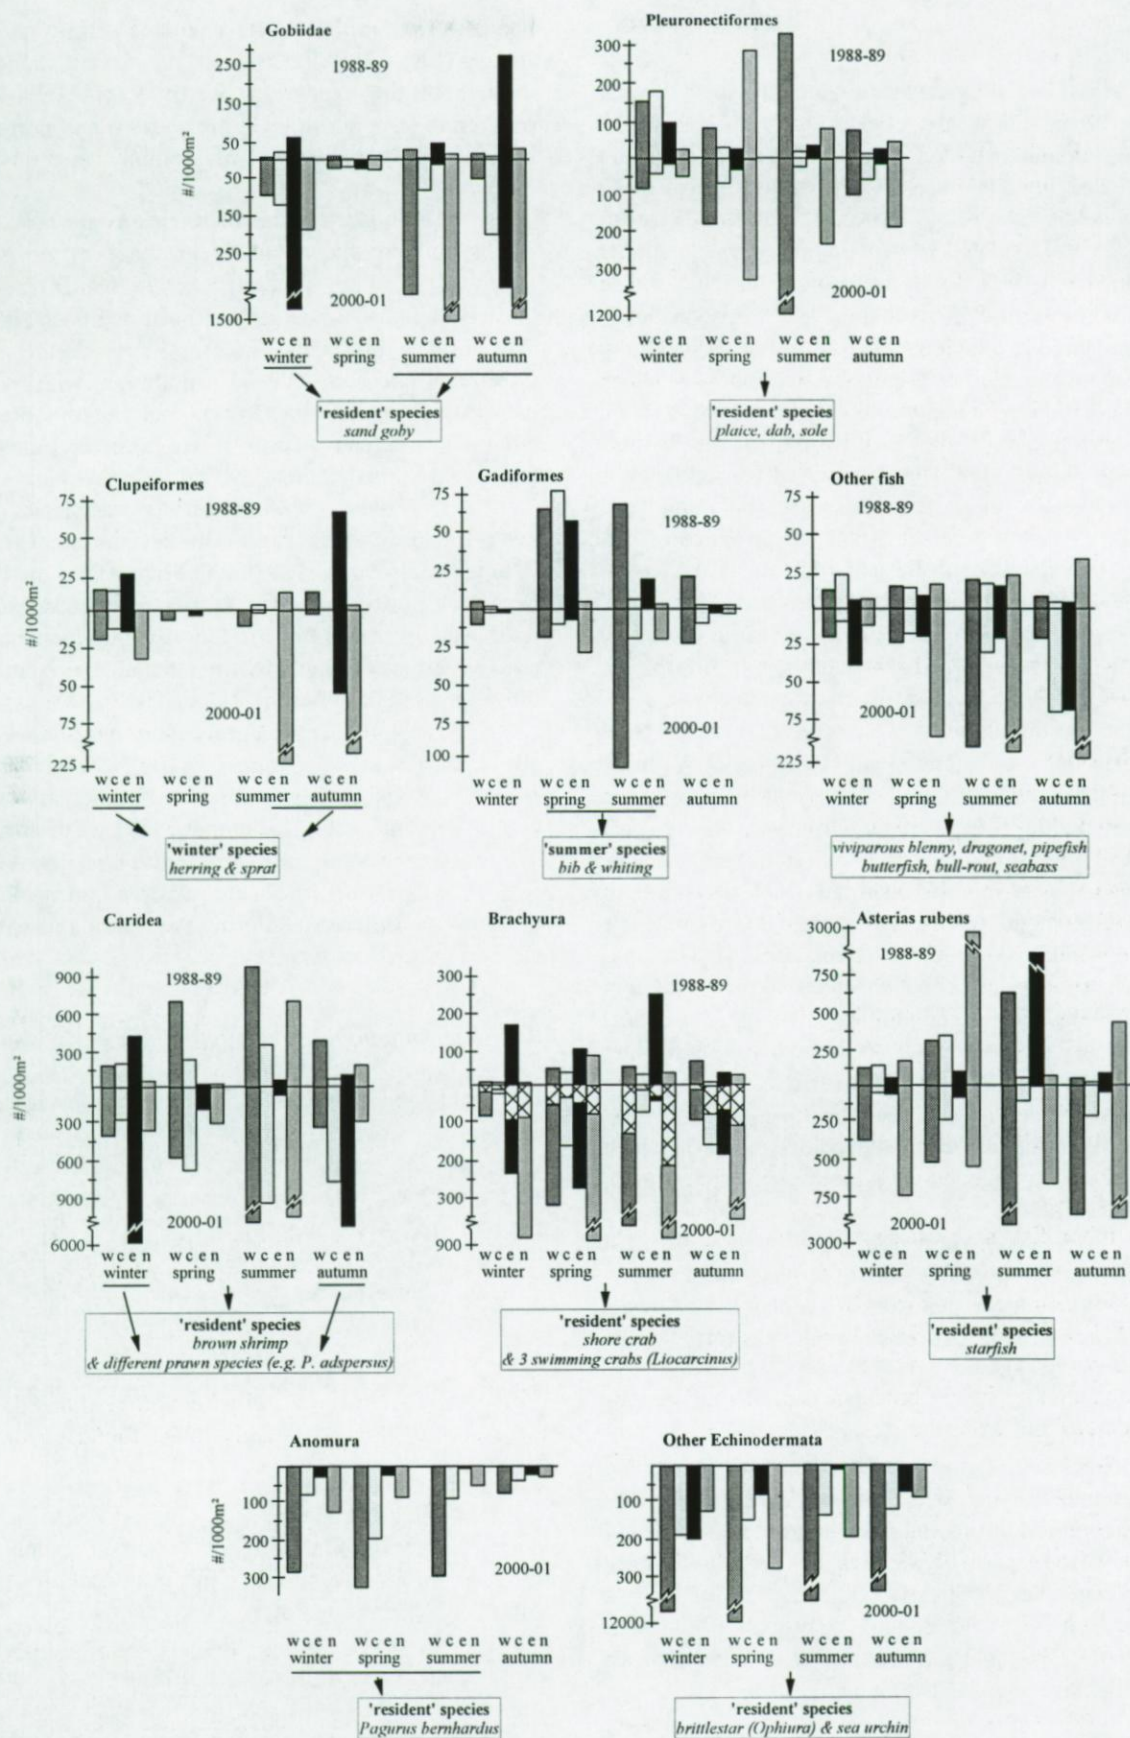 Gobiidae
250
150
50
50
150
250
1500
#/1000m²
1988-89
2000-01
w c e n w c e n w c e n w c e n
winter spring summer autumn
'resident' species
sand goby
Pleuronectiformes
300
200
100
100
200
300
1200
1988-89
2000-01
w c e n w c e n w c e n w c e n
winter spring summer autumn
'resident' species
plaice, dab, sole
Clupeiformes
75
50
25
25
50
75
225
#/1000m²
1988-89
2000-01
w c e n w c e n w c e n w c e n
winter spring summer autumn
'winter' species
herring & sprat
Gadiformes
75
50
25
25
50
75
100
1988-89
2000-01
w c e n w c e n w c e n w c e n
winter spring summer autumn
'summer' species
bib & whiting
Other fish
75
50
25
25
50
75
225
1988-89
2000-01
w c e n w c e n w c e n w c e n
winter spring summer autumn
viviparous blenny, dragonet, pipefish
butterfish, bull-rout, seabass
Caridea
900
600
300
300
600
900
6000
#/1000m²
1988-89
2000-01
w c e n w c e n w c e n w c e n
winter spring summer autumn
'resident' species
brown shrimp
& different prawn species (e.g. P. adspersus)
Brachyura
300
200
100
100
200
300
900
1988-89
2000-01
w c e n w c e n w c e n w c e n
winter spring summer autumn
'resident' species
shore crab
& 3 swimming crabs (Liocarcinus)
Asterias rubens
3000
750
500
250
250
500
750
3000
1988-89
2000-01
w c e n w c e n w c e n w c e n
winter spring summer autumn
'resident' species
starfish
Anomura
100
200
300
#/1000m²
2000-01
w c e n w c e n w c e n w c e n
winter spring summer autumn
'resident' species
Pagurus bernhardus
Other Echinodermata
100
200
300
12000
2000-01
w c e n w c e n w c e n w c e n
winter spring summer autumn
'resident' species
brittlestar (Ophiura) & sea urchin